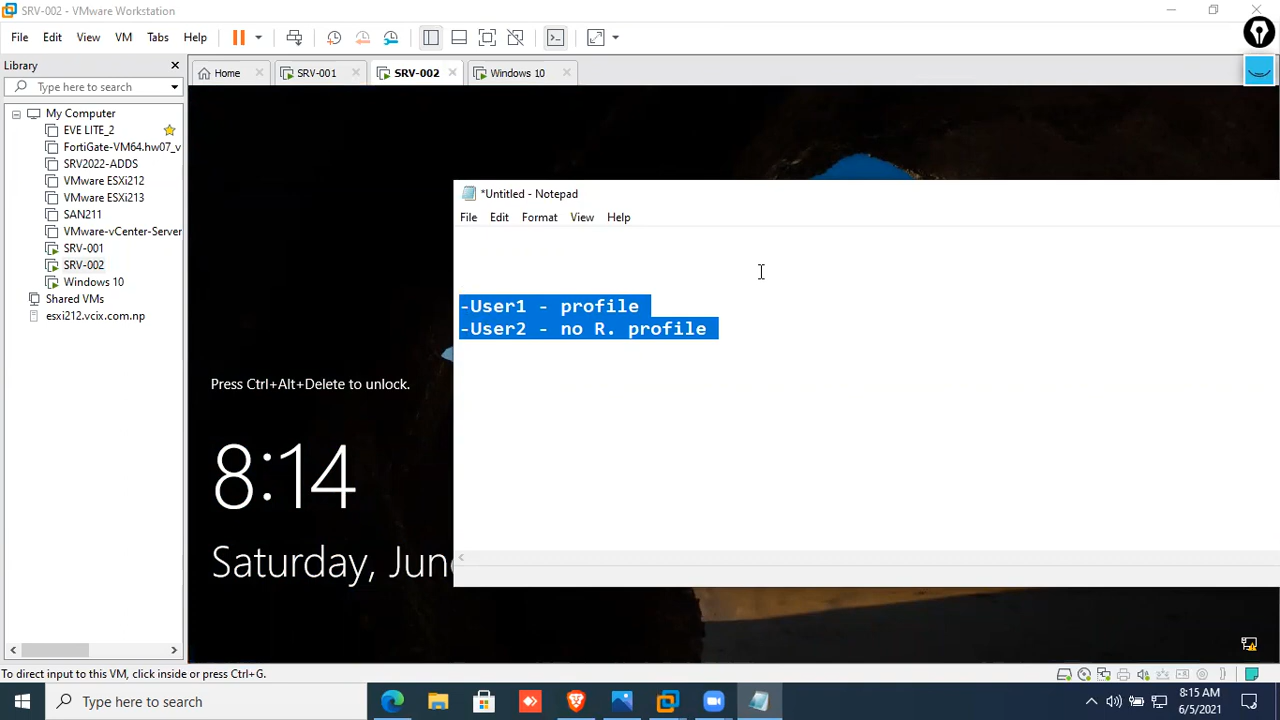 SRV-002 - VMware Workstation
File Edit View VM Tabs Help
Library
Type here to search
Home SRV-001 SRV-002 Windows 10
My Computer
EVE LITE_2
FortiGate-VM64.hw07_v
SRV2022-ADDS
VMware ESXi212
VMware ESXi213
SAN211
VMware-vCenter-Server
SRV-001
SRV-002
Windows 10
Shared VMs
esxi212.vcix.com.np
*Untitled - Notepad
File Edit Format View Help
-User1 - profile
-User2 - no R. profile
Press Ctrl+Alt+Delete to unlock.
8:14
Saturday, June
To direct input to this VM, click inside or press Ctrl+G.
Type here to search
8:15 AM
6/5/2021